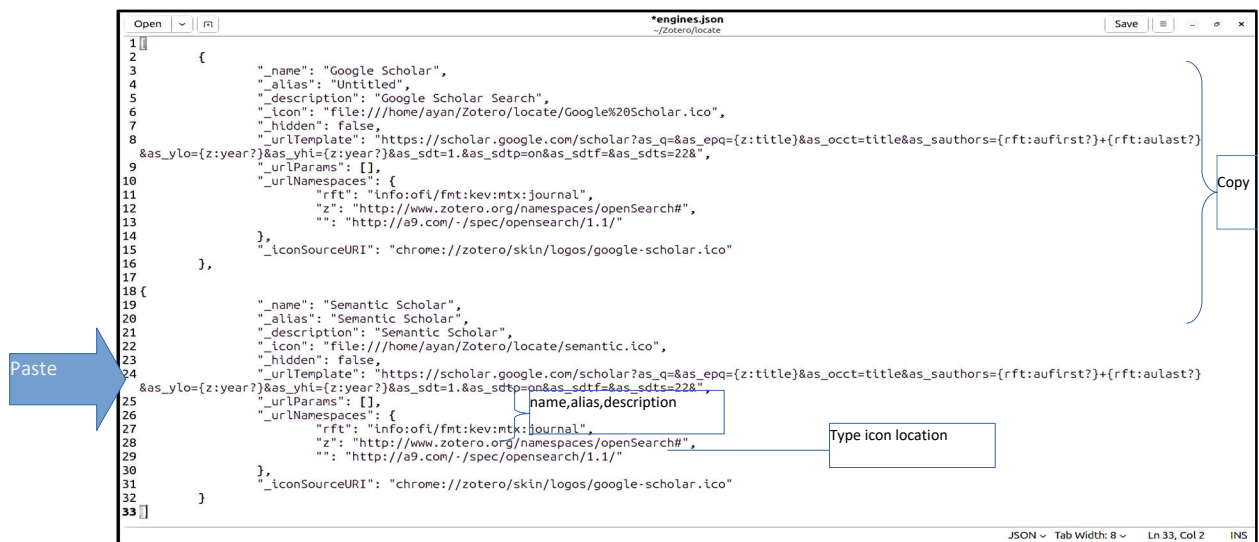 Open
*engines.json
~/Zotero/locate
Save
1 [
2 {
3 "_name": "Google Scholar",
4 "_alias": "Untitled",
5 "_description": "Google Scholar Search",
6 "_icon": "file:///home/ayan/Zotero/locate/Google%20Scholar.ico",
7 "_hidden": false,
8 "_urlTemplate": "https://scholar.google.com/scholar?as_q=&as_epq={z:title}&as_occt=title&as_sauthors={rft:aufirst?}+{rft:aulast?}
&as_ylo={z:year?}&as_yhi={z:year?}&as_sdt=1.&as_sdtp=on&as_sdtf=&as_sdts=22&",
9 "_urlParams": [],
10 "_urlNamespaces": {
11 "rft": "info:ofi/fmt:kev:mtx:journal",
12 "z": "http://www.zotero.org/namespaces/openSearch#",
13 "": "http://a9.com/-/spec/opensearch/1.1/"
14 },
15 "_iconSourceURI": "chrome://zotero/skin/logos/google-scholar.ico"
16 },
17
18 {
19 "_name": "Semantic Scholar",
20 "_alias": "Semantic Scholar",
21 "_description": "Semantic Scholar",
22 "_icon": "file:///home/ayan/Zotero/locate/semantic.ico",
23 "_hidden": false,
24 "_urlTemplate": "https://scholar.google.com/scholar?as_q=&as_epq={z:title}&as_occt=title&as_sauthors={rft:aufirst?}+{rft:aulast?}
&as_ylo={z:year?}&as_yhi={z:year?}&as_sdt=1.&as_sdtp=on&as_sdtf=&as_sdts=22&",
25 "_urlParams": [],
26 "_urlNamespaces": {
27 "rft": "info:ofi/fmt:kev:mtx:journal",
28 "z": "http://www.zotero.org/namespaces/openSearch#",
29 "": "http://a9.com/-/spec/opensearch/1.1/"
30 },
31 "_iconSourceURI": "chrome://zotero/skin/logos/google-scholar.ico"
32 }
33 ]
Copy
Paste
name,alias,description
Type icon location
JSON Tab Width: 8 Ln 33, Col 2 INS